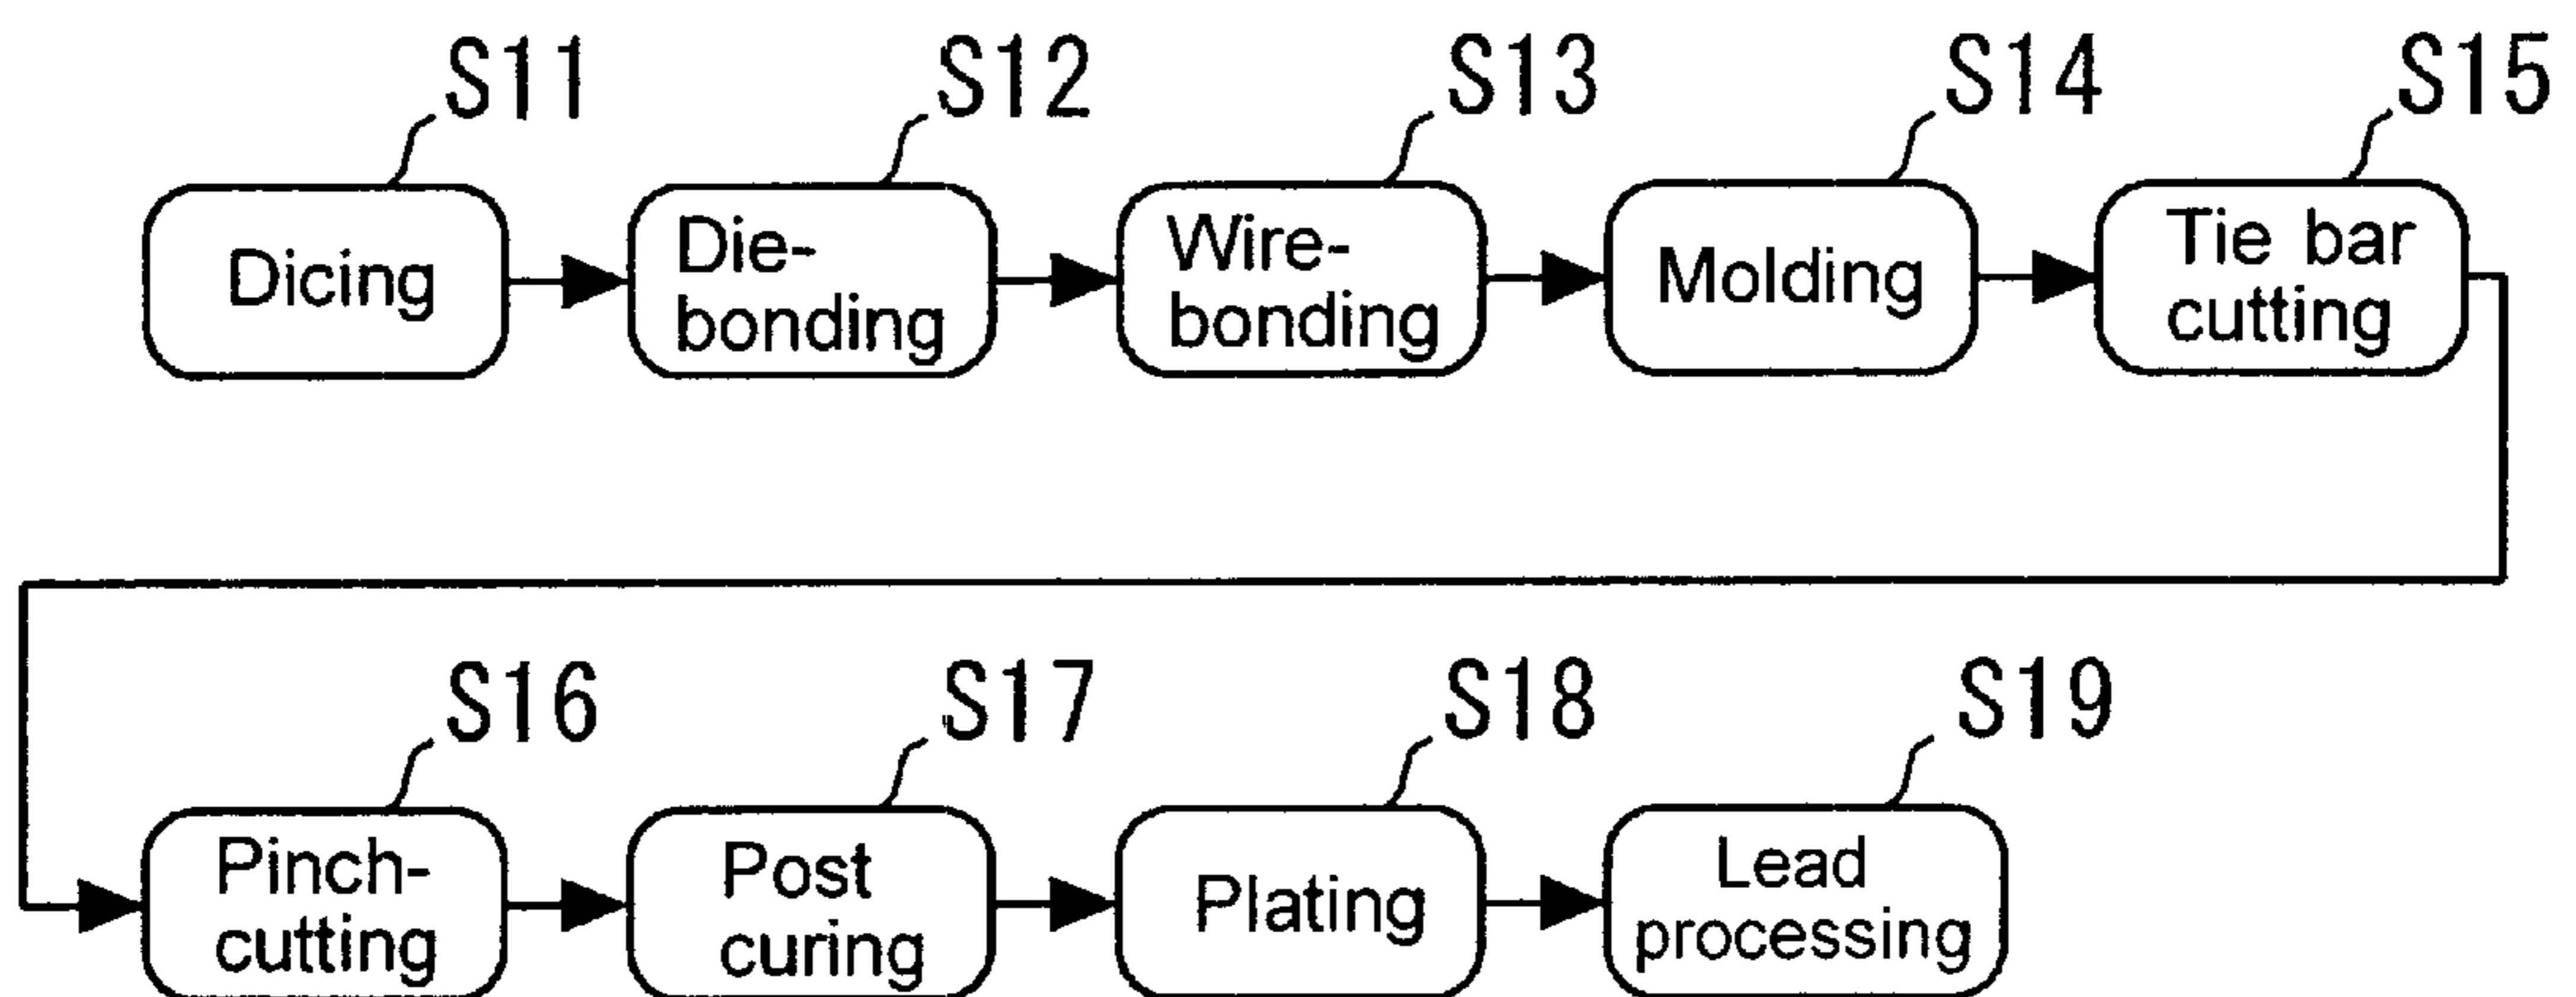 S11
S12
S13
S14
S15
Dicing
Die-
bonding
Wire-
bonding
Molding
Tie bar
cutting
S16
S17
S18
S19
Pinch-
cutting
Post
curing
Plating
Lead
processing